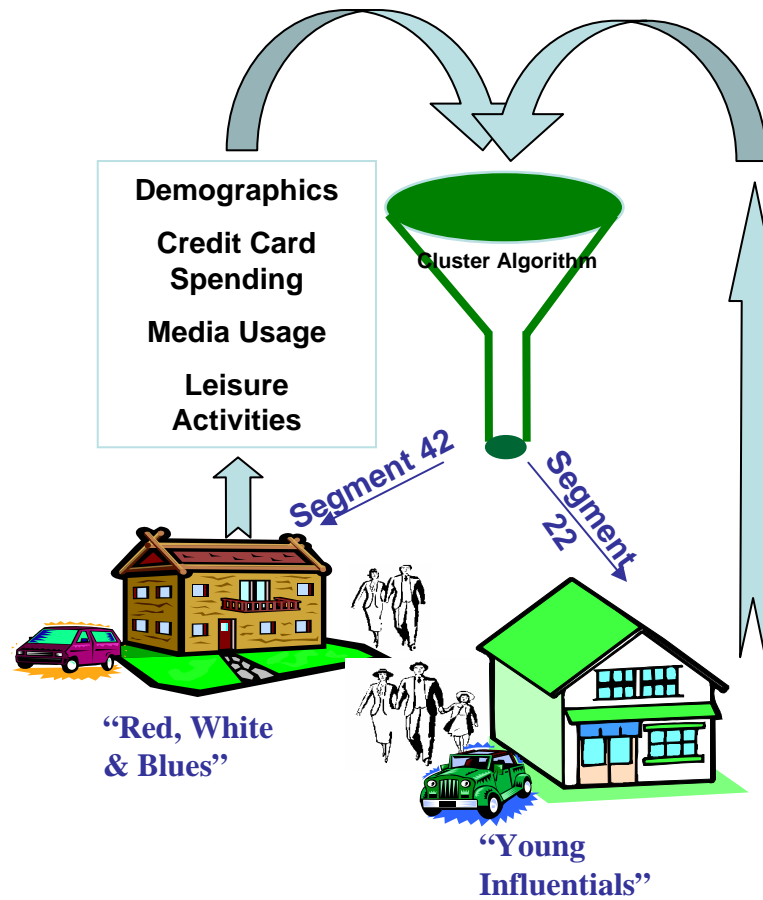 Demographics
Credit Card
Spending
Media Usage
Leisure
Activities
Cluster Algorithm
Segment 42
Segment
22
“Red, White
& Blues”
“Young
Influentials”